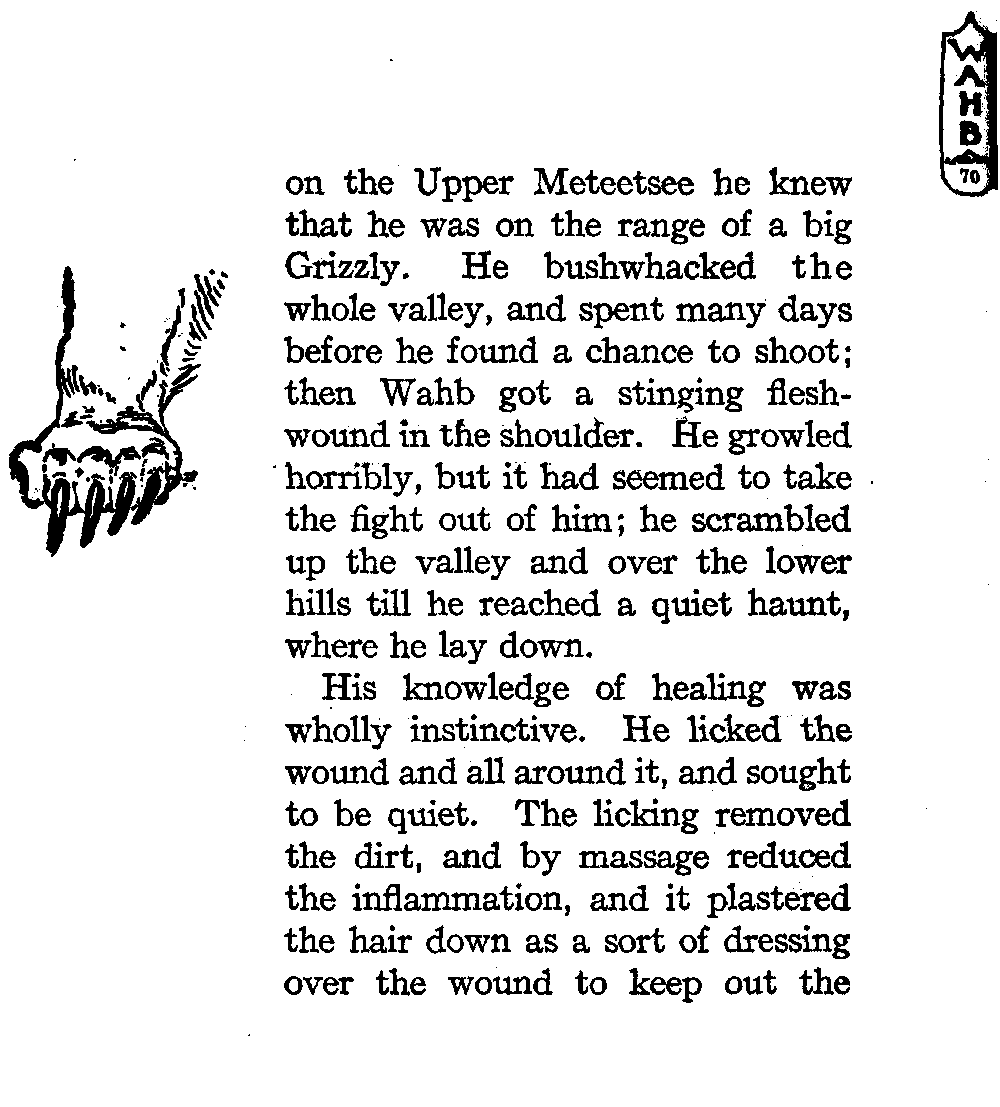 WAHB
70
on the Upper Meteetsee he knew
that he was on the range of a big
Grizzly. He bushwhacked the
whole valley, and spent many days
before he found a chance to shoot;
then Wahb got a stinging flesh-
wound in the shoulder. He growled
horribly, but it had seemed to take
the fight out of him; he scrambled
up the valley and over the lower
hills till he reached a quiet haunt,
where he lay down.
His knowledge of healing was
wholly instinctive. He licked the
wound and all around it, and sought
to be quiet. The licking removed
the dirt, and by massage reduced
the inflammation, and it plastered
the hair down as a sort of dressing
over the wound to keep out the